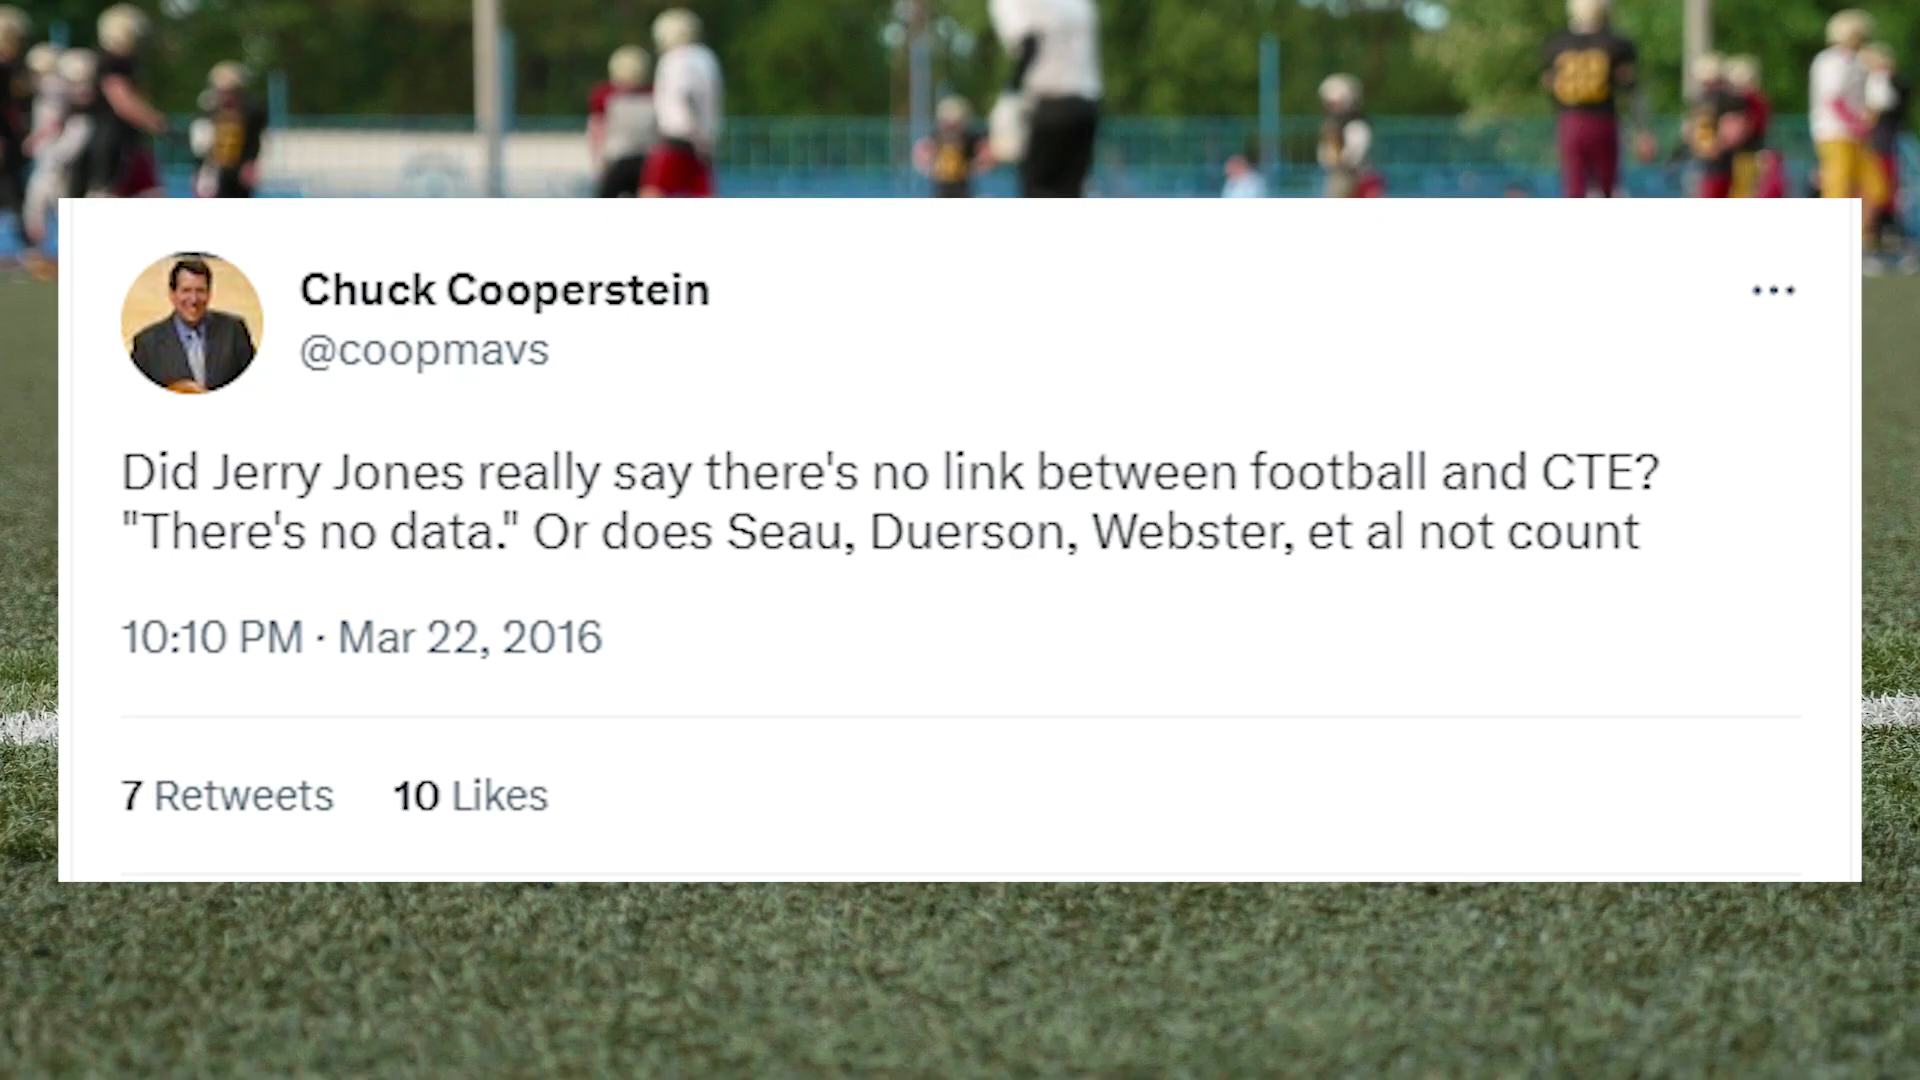 Chuck Cooperstein
@coopmavs
Did Jerry Jones really say there's no link between football and CTE?
"There's no data." Or does Seau, Duerson, Webster, et al not count
10:10 PM · Mar 22, 2016
7 Retweets 10 Likes